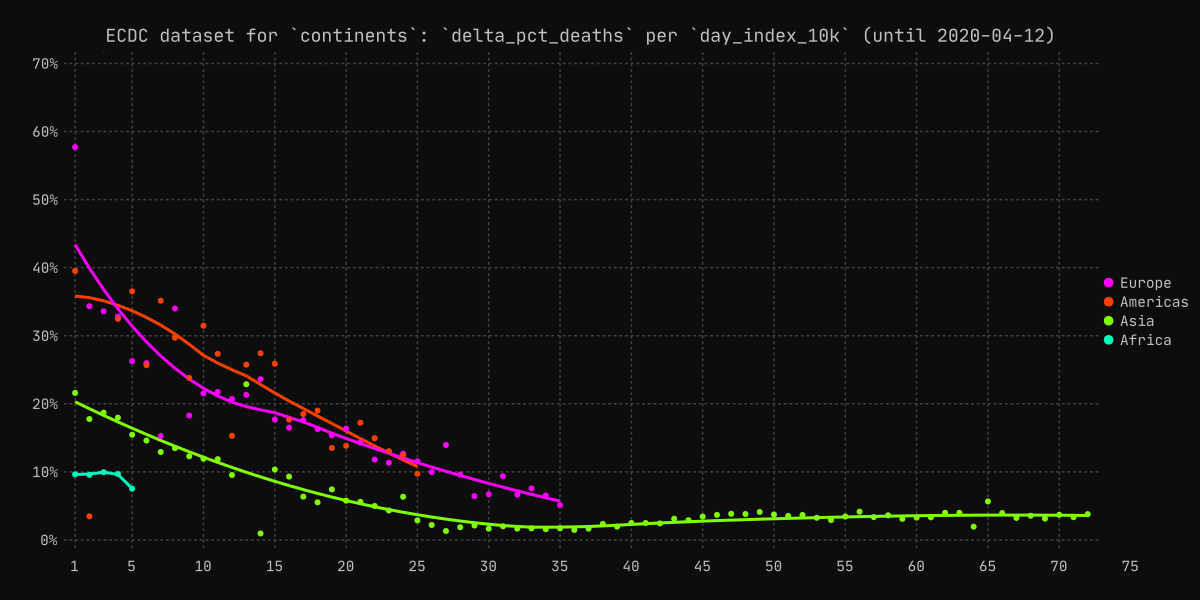 ECDC dataset for `continents`: `delta_pct_deaths` per `day_index_10k` (until 2020-04-12)
70%
60%
50%
40%
30%
20%
10%
0%
Europe
Americas
Asia
Africa
1 5 10 15 20 25 30 35 40 45 50 55 60 65 70 75